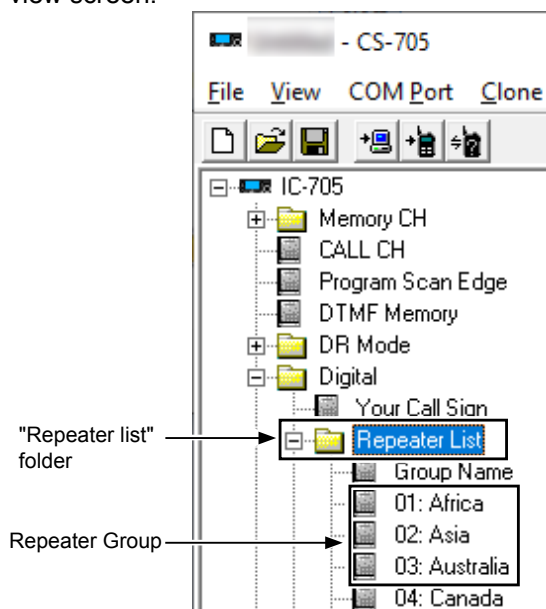 view screen.
- CS-705
File View COM Port Clone
IC-705
Memory CH
CALL CH
Program Scan Edge
DTMF Memory
DR Mode
Digital
Your Call Sign
"Repeater list" folder
Repeater List
Group Name
01: Africa
Repeater Group
02: Asia
03: Australia
04: Canada